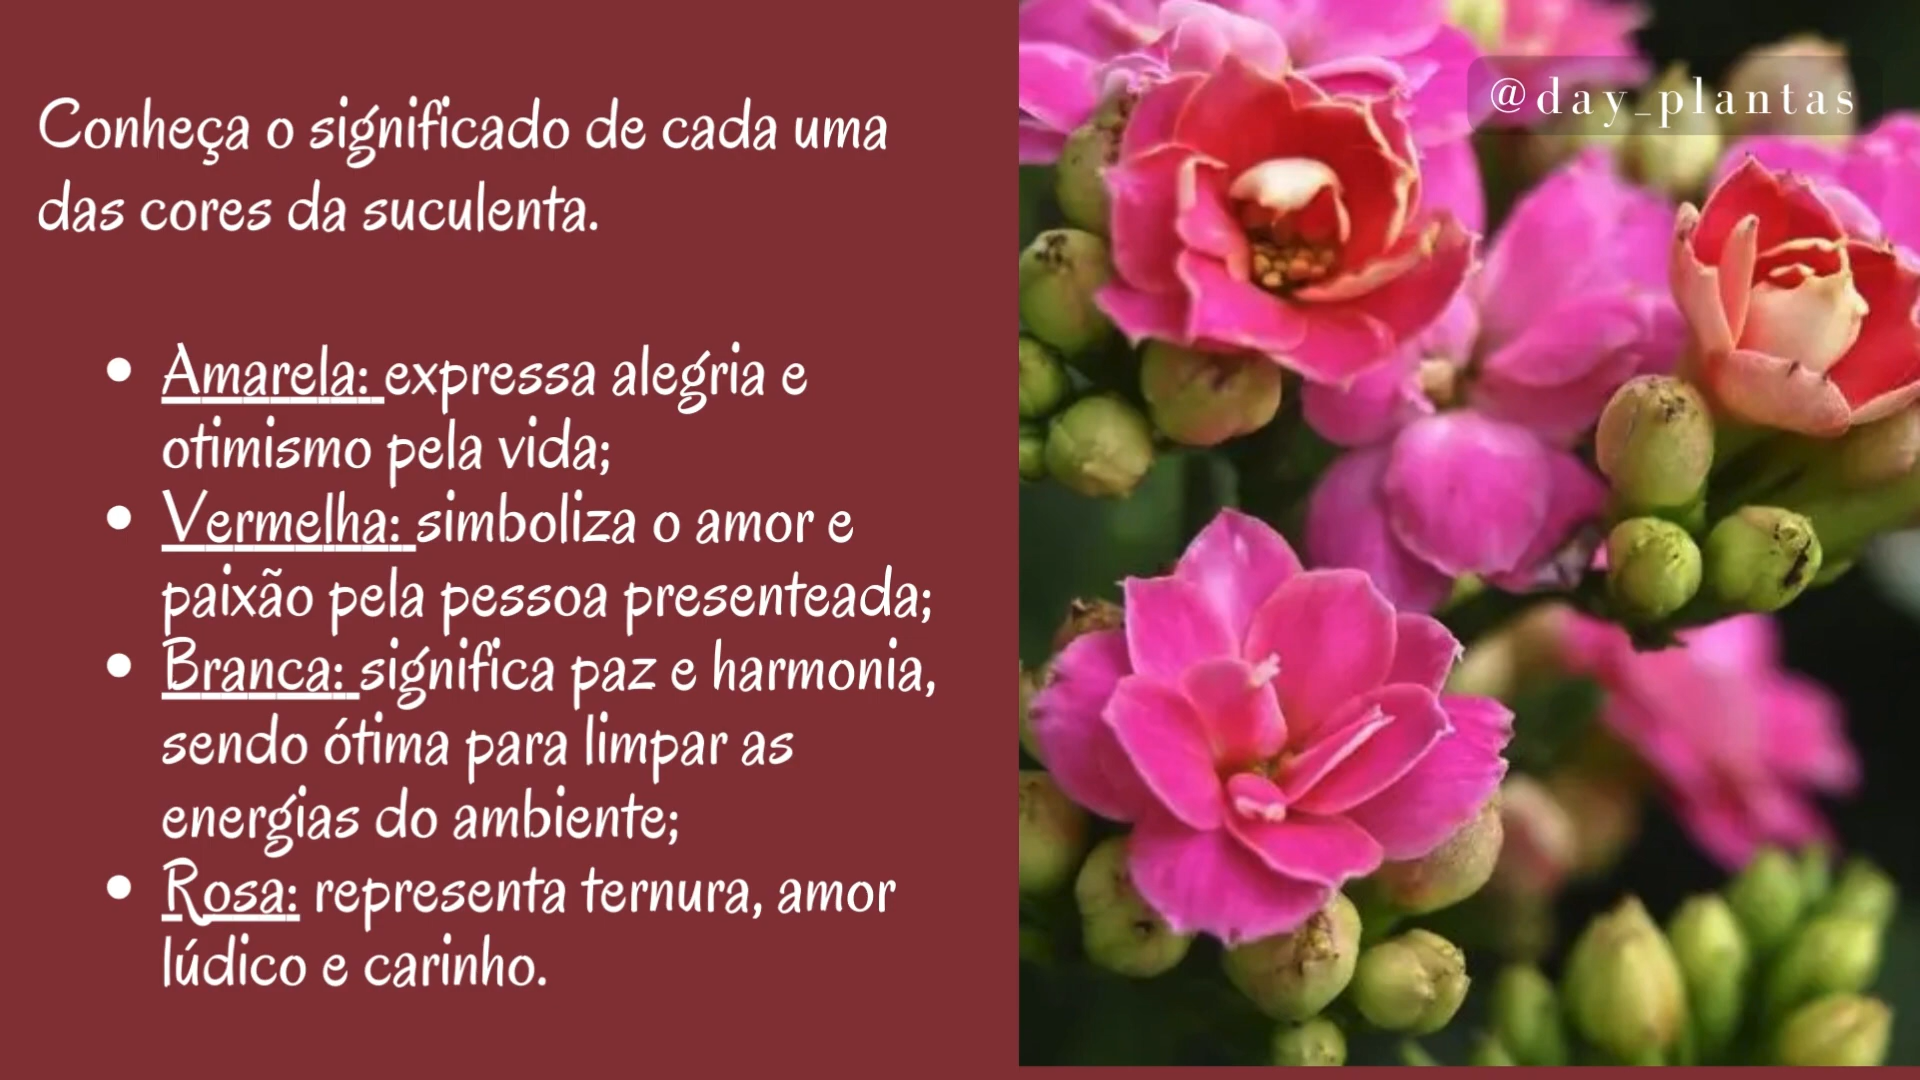 Conheça o significado de cada uma
das cores da suculenta.
Amarela: expressa alegria e
otimismo pela vida;
Vermelha: simboliza o amor e
paixão pela pessoa presenteada;
Branca: significa paz e harmonia,
sendo ótima para limpar as
energias do ambiente;
Rosa: representa ternura, amor
lúdico e carinho.
@day_plantas